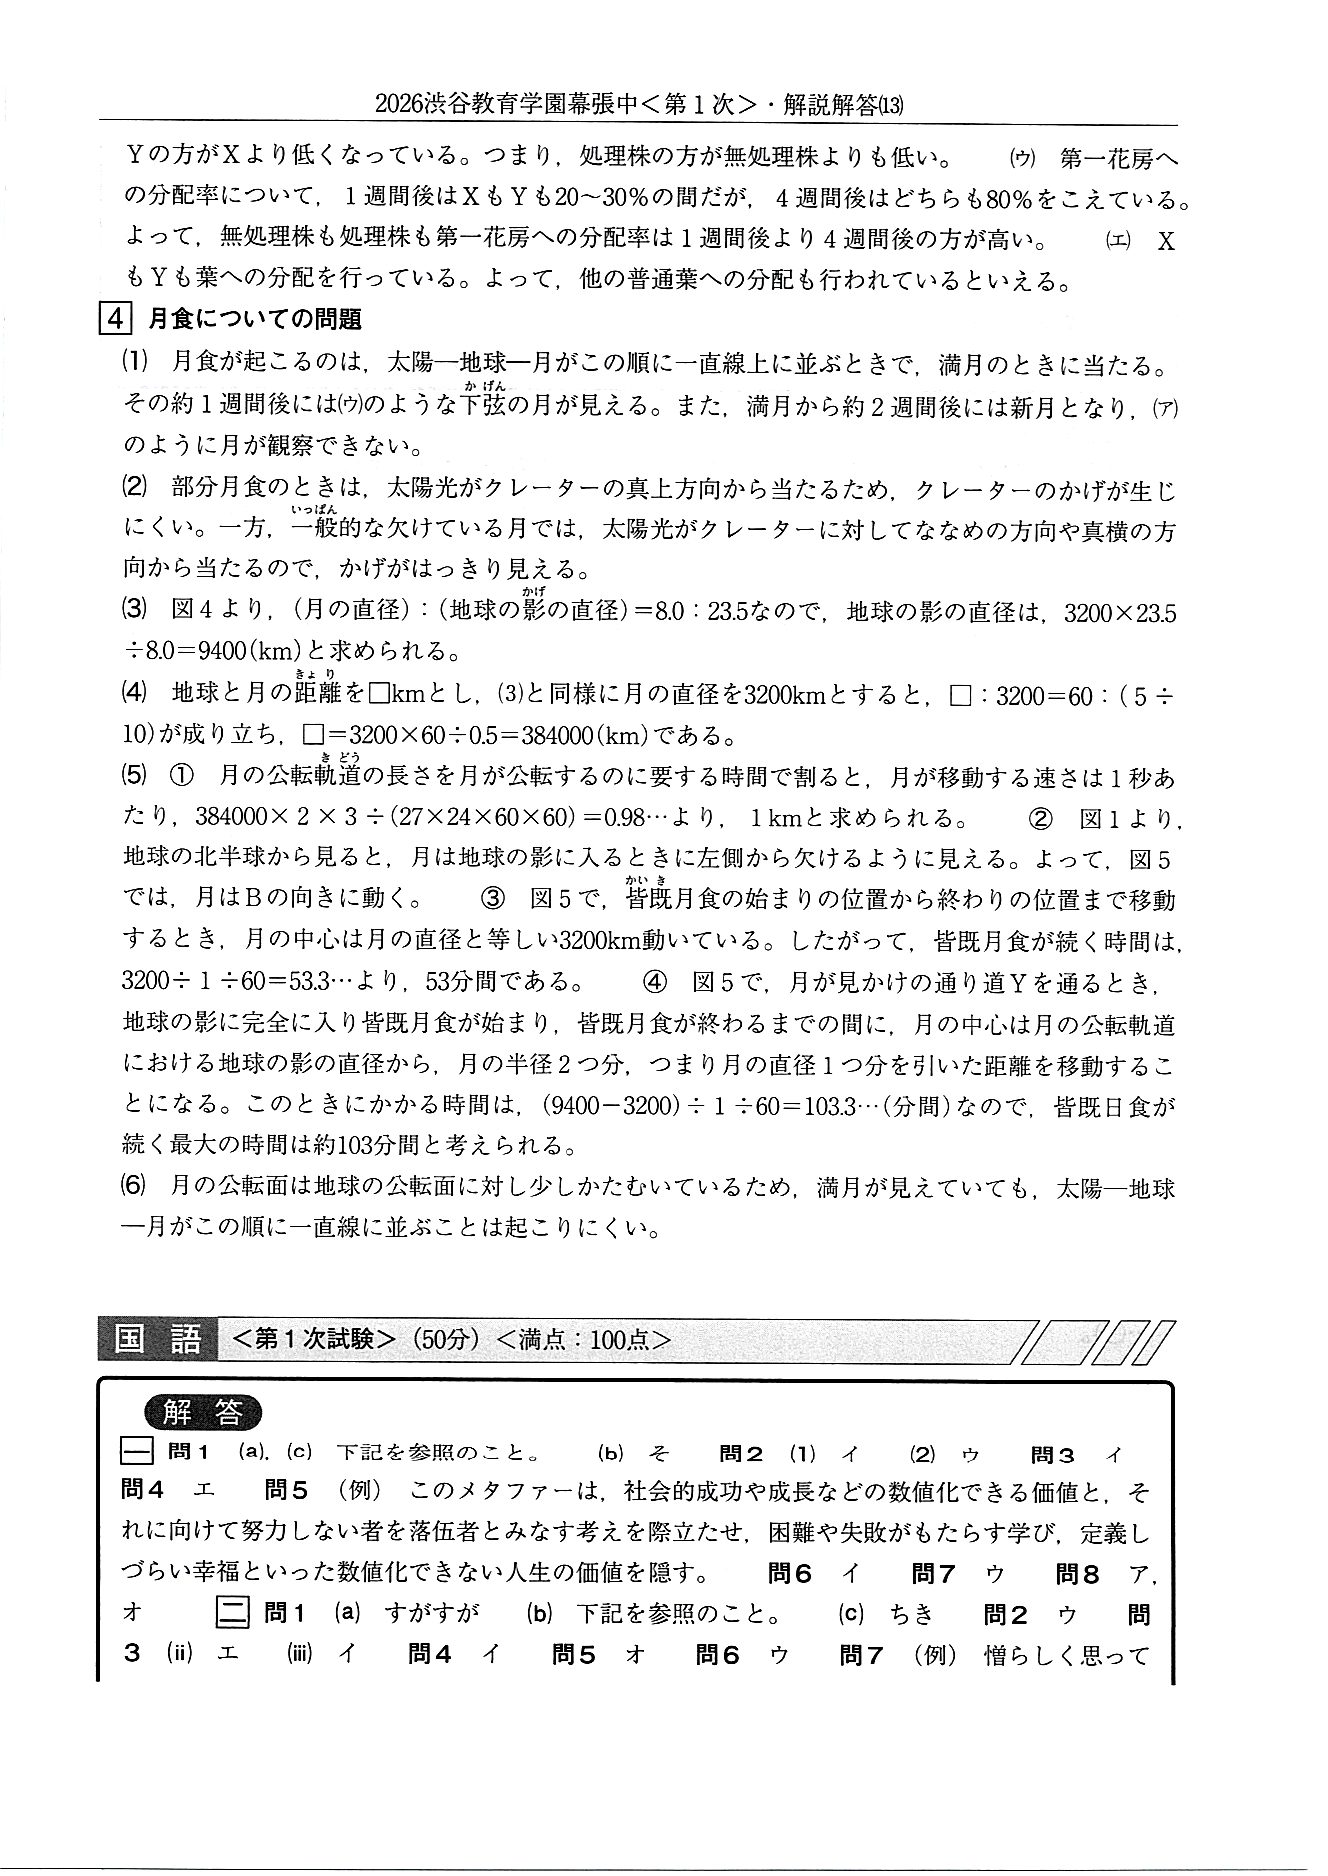 2026渋谷教育学園幕張中＜第１次＞・解説解答⒀
Ｙの方がＸより低くなっている。つまり，処理株の方が無処理株よりも低い。　㈦　第一花房へ
の分配率について，１週間後はＸもＹも20〜30％の間だが，４週間後はどちらも80％をこえている。
よって，無処理株も処理株も第一花房への分配率は１週間後より４週間後の方が高い。　(エ)　Ｘ
もＹも葉への分配を行っている。よって，他の普通葉への分配も行われているといえる。
4 月食についての問題
(1)　月食が起こるのは，太陽―地球―月がこの順に一直線上に並ぶときで，満月のときに当たる。
その約１週間後には(ウ)のような下弦の月が見える。また，満月から約２週間後には新月となり，(ア)
のように月が観察できない。
(2)　部分月食のときは，太陽光がクレーターの真上方向から当たるため，クレーターのかげが生じ
にくい。一方，一般的な欠けている月では，太陽光がクレーターに対してななめの方向や真横の方
向から当たるので，かげがはっきり見える。
(3)　図４より，(月の直径)：(地球の影の直径)＝8.0：23.5なので，地球の影の直径は，3200×23.5
÷8.0＝9400(km)と求められる。
(4)　地球と月の距離を□kmとし，(3)と同様に月の直径を3200kmとすると，□：3200＝60：(５÷
10)が成り立ち，□＝3200×60÷0.5＝384000(km)である。
(5)　①　月の公転軌道の長さを月が公転するのに要する時間で割ると，月が移動する速さは１秒あ
たり，384000×２×３÷(27×24×60×60)＝0.98…より，１kmと求められる。　②　図１より，
地球の北半球から見ると，月は地球の影に入るときに左側から欠けるように見える。よって，図５
では，月はＢの向きに動く。　③　図５で，皆既月食の始まりの位置から終わりの位置まで移動
するとき，月の中心は月の直径と等しい3200km動いている。したがって，皆既月食が続く時間は，
3200÷１÷60＝53.3…より，53分間である。　④　図５で，月が見かけの通り道Ｙを通るとき，
地球の影に完全に入り皆既月食が始まり，皆既月食が終わるまでの間に，月の中心は月の公転軌道
における地球の影の直径から，月の半径２つ分，つまり月の直径１つ分を引いた距離を移動するこ
とになる。このときにかかる時間は，(9400－3200)÷１÷60＝103.3…(分間)なので，皆既日食が
続く最大の時間は約103分間と考えられる。
(6)　月の公転面は地球の公転面に対し少しかたむいているため，満月が見えていても，太陽―地球
―月がこの順に一直線に並ぶことは起こりにくい。
国語　＜第１次試験＞（50分）＜満点：100点＞
解答
一　問１　(a), (c)　下記を参照のこと。　(b)　そ　問２　(1)　イ　(2)　ウ　問３　イ
問４　エ　問５　（例）　このメタファーは，社会的成功や成長などの数値化できる価値と，そ
れに向けて努力しない者を落伍者とみなす考えを際立たせ，困難や失敗がもたらす学び，定義し
づらい幸福といった数値化できない人生の価値を隠す。　問６　イ　問７　ウ　問８　ア，
オ　二　問１　(a)　すがすが　(b)　下記を参照のこと。　(c)　ちき　問２　ウ　問
３　(ii)　エ　(iii)　イ　問４　イ　問５　オ　問６　ウ　問７　（例）　憎らしく思って